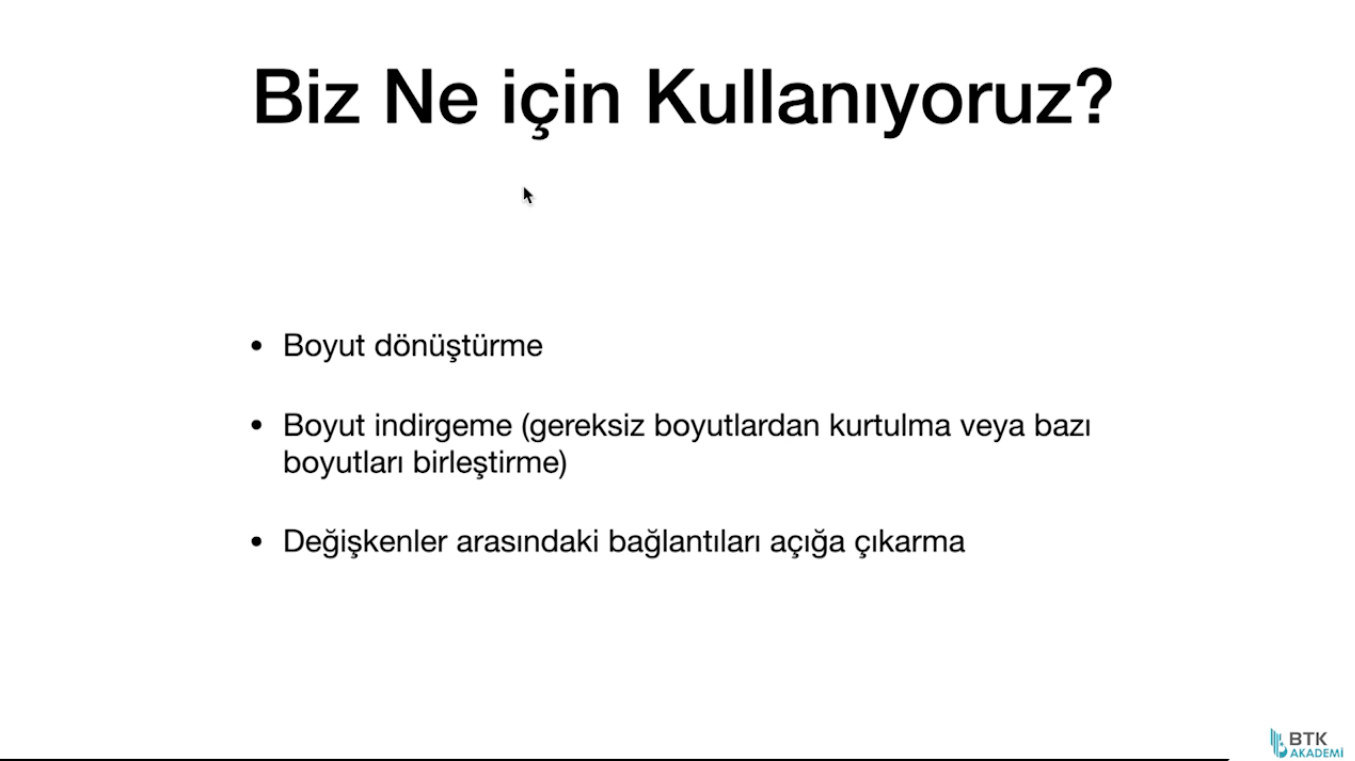 Biz Ne için Kullanıyoruz?
• Boyut dönüştürme
• Boyut indirgeme (gereksiz boyutlardan kurtulma veya bazı
boyutları birleştirme)
• Değişkenler arasındaki bağlantıları açığa çıkarma
BTK
AKADEMİ